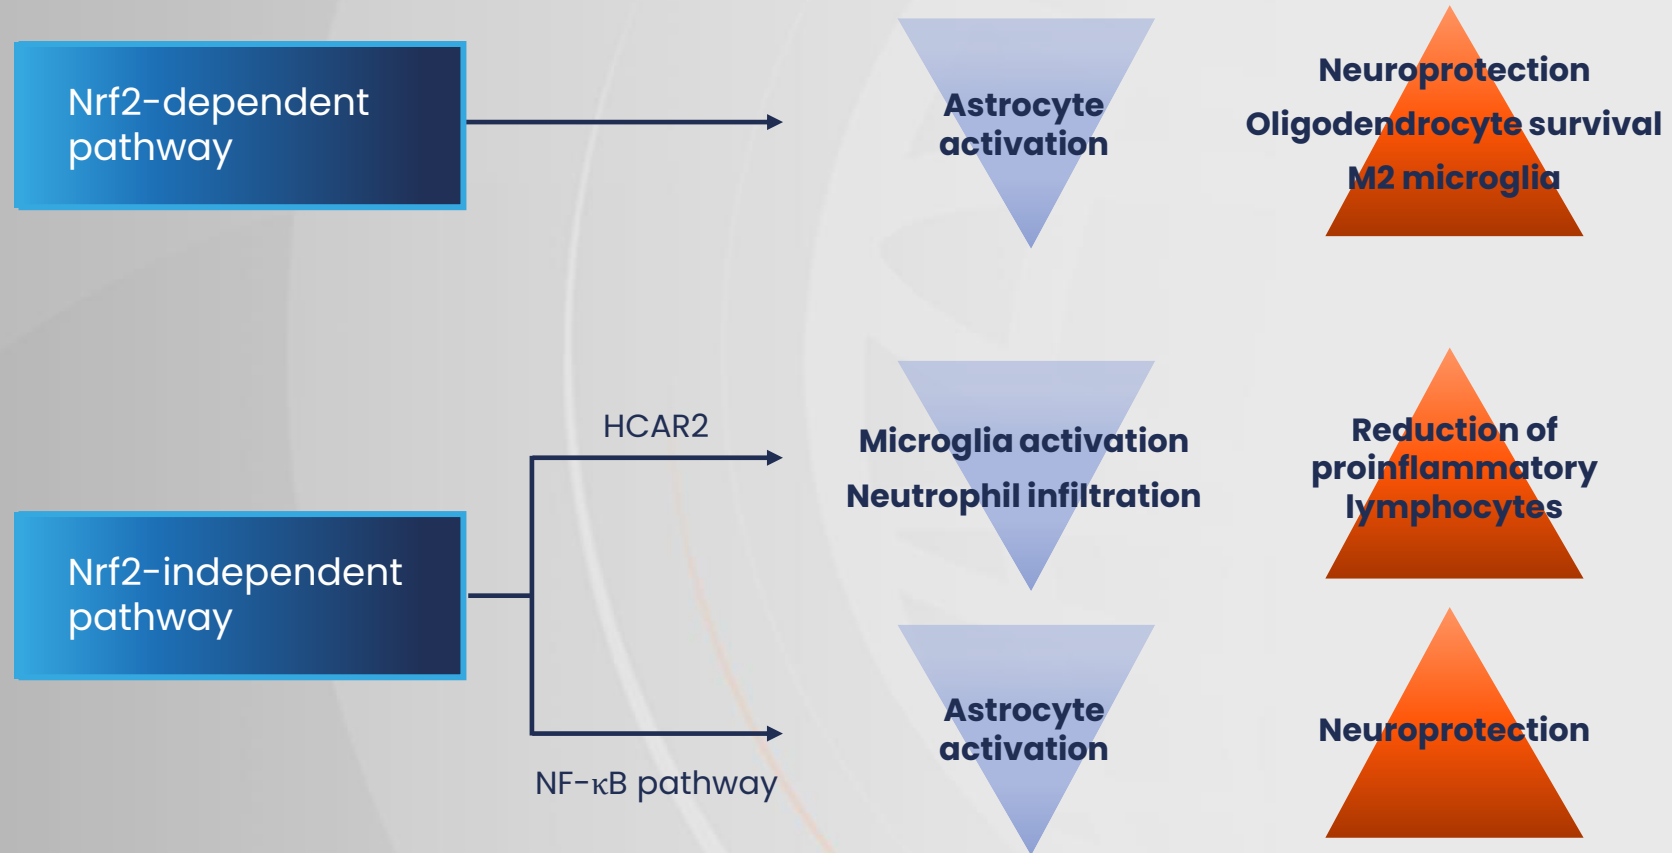 Nrf2-dependent
pathway
Astrocyte
activation
Neuroprotection
Oligodendrocyte survival
M2 microglia
Nrf2-independent
pathway
HCAR2
Microglia activation
Neutrophil infiltration
Reduction of
proinflammatory
lymphocytes
NF-κB pathway
Astrocyte
activation
Neuroprotection